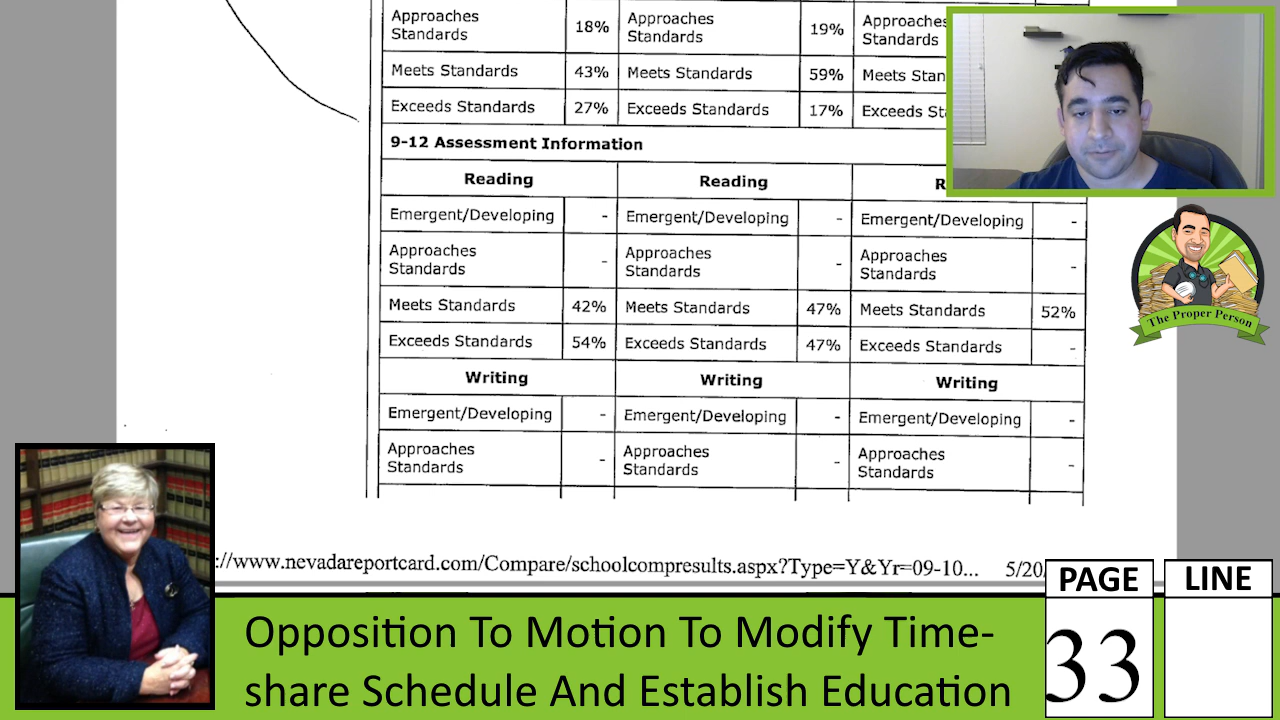 Approaches Standards 18% Approaches Standards 19% Approaches Standards
Meets Standards 43% Meets Standards 59% Meets
Exceeds Standards 27% Exceeds Standards 17% Exceeds
9-12 Assessment Information
Reading Reading
Emergent/Developing - Emergent/Developing - Emergent/Developing -
Approaches Standards - Approaches Standards - Approaches Standards -
Meets Standards 42% Meets Standards 47% Meets Standards 52%
Exceeds Standards 54% Exceeds Standards 47% Exceeds Standards -
Writing Writing Writing
Emergent/Developing - Emergent/Developing - Emergent/Developing -
Approaches Standards - Approaches Standards - Approaches Standards -
://www.nevadareportcard.com/Compare/schoolcompresults.aspx?Type=Y&Yr=09-10... 5/20/
The Proper Person
PAGE LINE
33
Opposition To Motion To Modify Time-
share Schedule And Establish Education